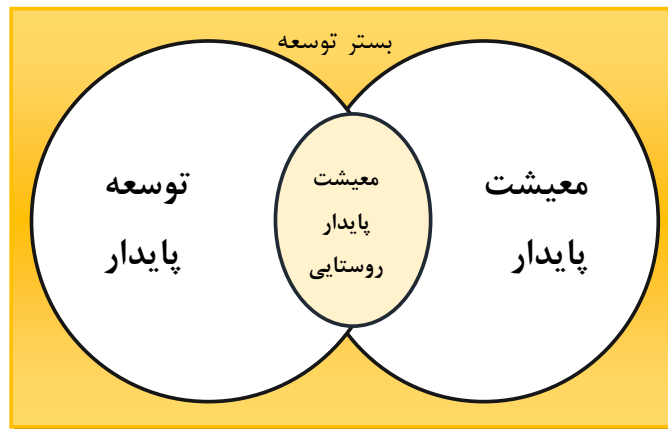 بستر توسعه
معیشت
پایدار
معیشت
پایدار
روستایی
توسعه
پایدار